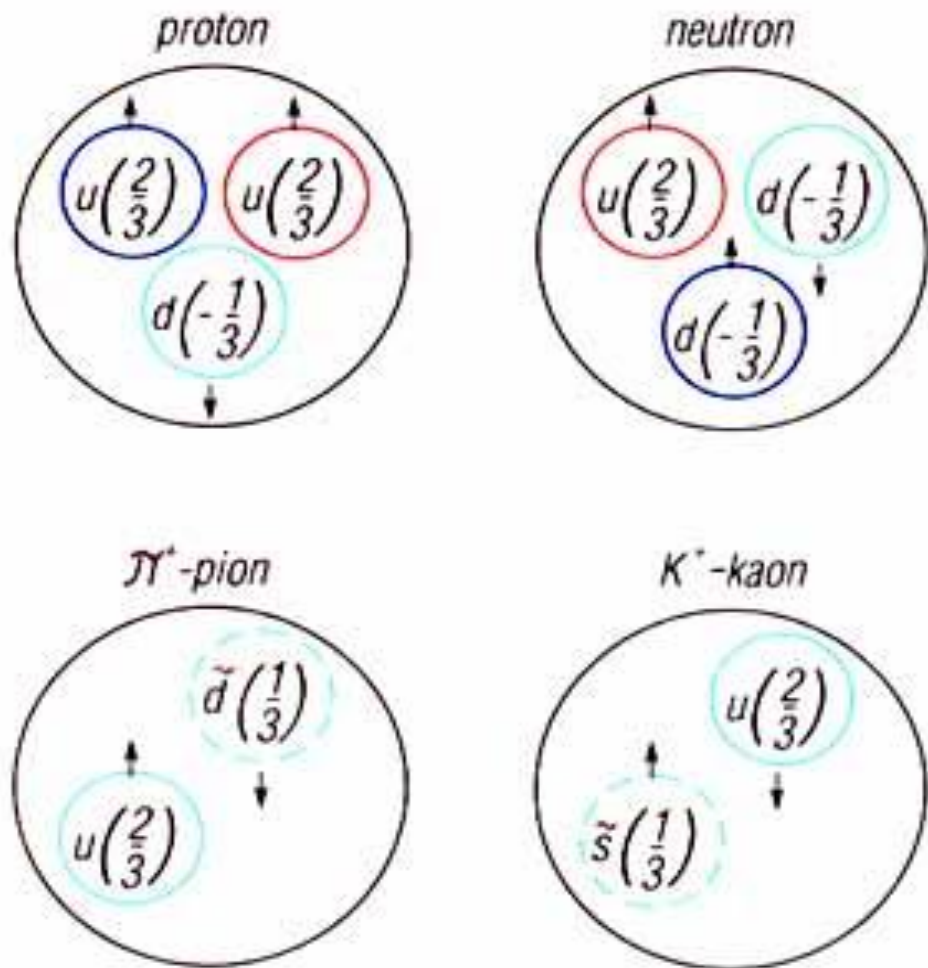 proton
u(2/3)
u(2/3)
d(-1/3)
neutron
u(2/3)
d(-1/3)
d(-1/3)
π⁺-pion
d̃(1/3)
u(2/3)
K⁺-kaon
u(2/3)
s̃(1/3)